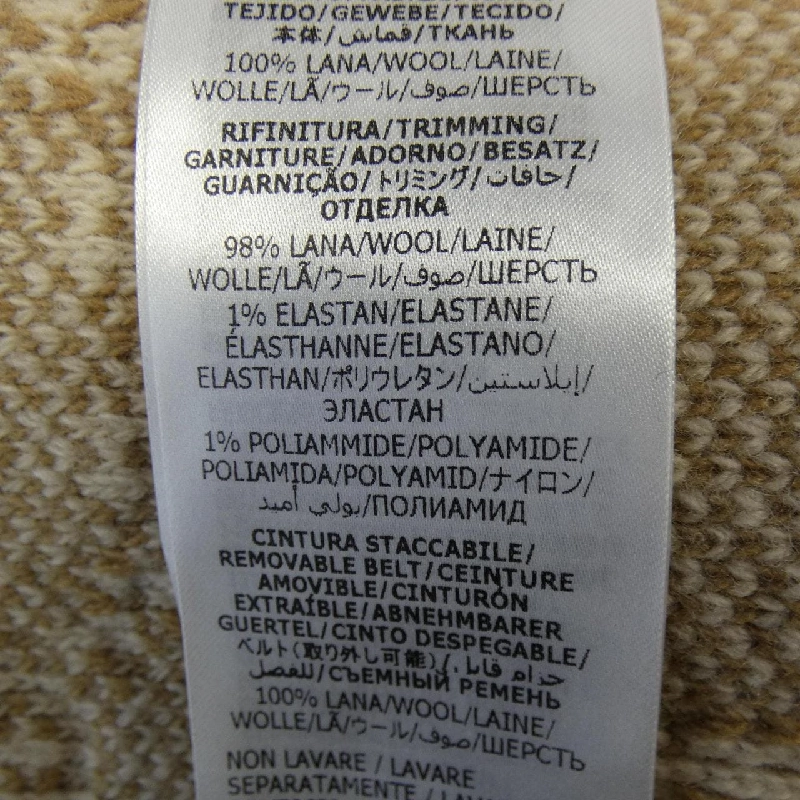 TEJIDO/GEWEBE/TECIDO/
本体/قماش/ТКАНЬ
100% LANA/WOOL/LAINE/
WOLLE/LÃ/ウール/صوف/ШЕРСТЬ
RIFINITURA/TRIMMING/
GARNITURE/ADORNO/BESATZ/
GUARNIÇÃO/トリミング/حافات/
ОТДЕЛКА
98% LANA/WOOL/LAINE/
WOLLE/LÃ/ウール/صوف/ШЕРСТЬ
1% ELASTAN/ELASTANE/
ÉLASTHANNE/ELASTANO/
ELASTHAN/ポリウレタン/إيلاستين/
ЭЛАСТАН
1% POLIAMMIDE/POLYAMIDE/
POLIAMIDA/POLYAMID/ナイロン/
بولي أميد/ПОЛИАМИД
CINTURA STACCABILE/
REMOVABLE BELT/CEINTURE
AMOVIBLE/CINTURÓN
EXTRAÍBLE/ABNEHMBARER
GUERTEL/CINTO DESPEGABLE/
ベルト(取り外し可能)/حزام قابل
للفصل/СЪЕМНЫЙ РЕМЕНЬ
100% LANA/WOOL/LAINE/
WOLLE/LÃ/ウール/صوف/ШЕРСТЬ
NON LAVARE / LAVARE
SEPARATAMENTE /